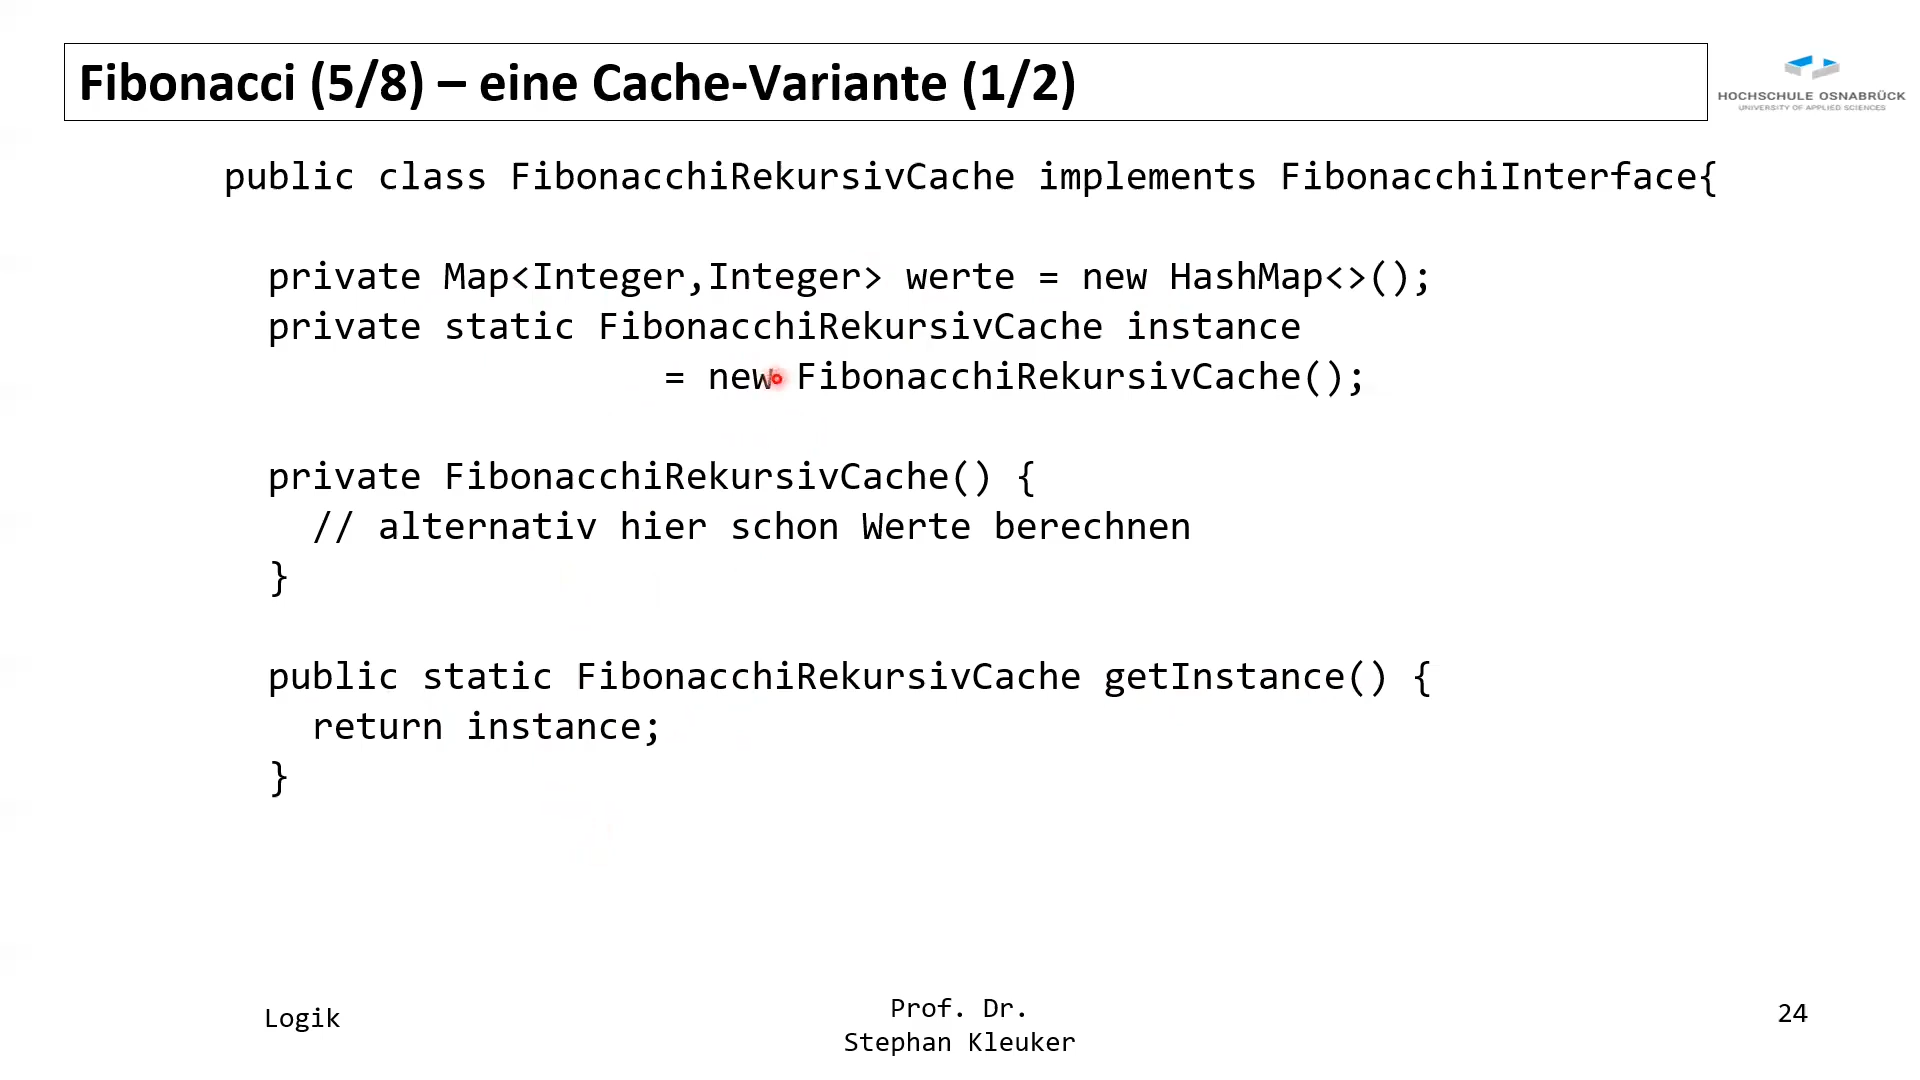 Fibonacci (5/8) – eine Cache-Variante (1/2)
HOCHSCHULE OSNABRÜCK
UNIVERSITY OF APPLIED SCIENCES
public class FibonacchiRekursivCache implements FibonacchiInterface{
private Map<Integer,Integer> werte = new HashMap<>();
private static FibonacchiRekursivCache instance
= new FibonacchiRekursivCache();
private FibonacchiRekursivCache() {
// alternativ hier schon Werte berechnen
}
public static FibonacchiRekursivCache getInstance() {
return instance;
}
Logik
Prof. Dr.
Stephan Kleuker
24